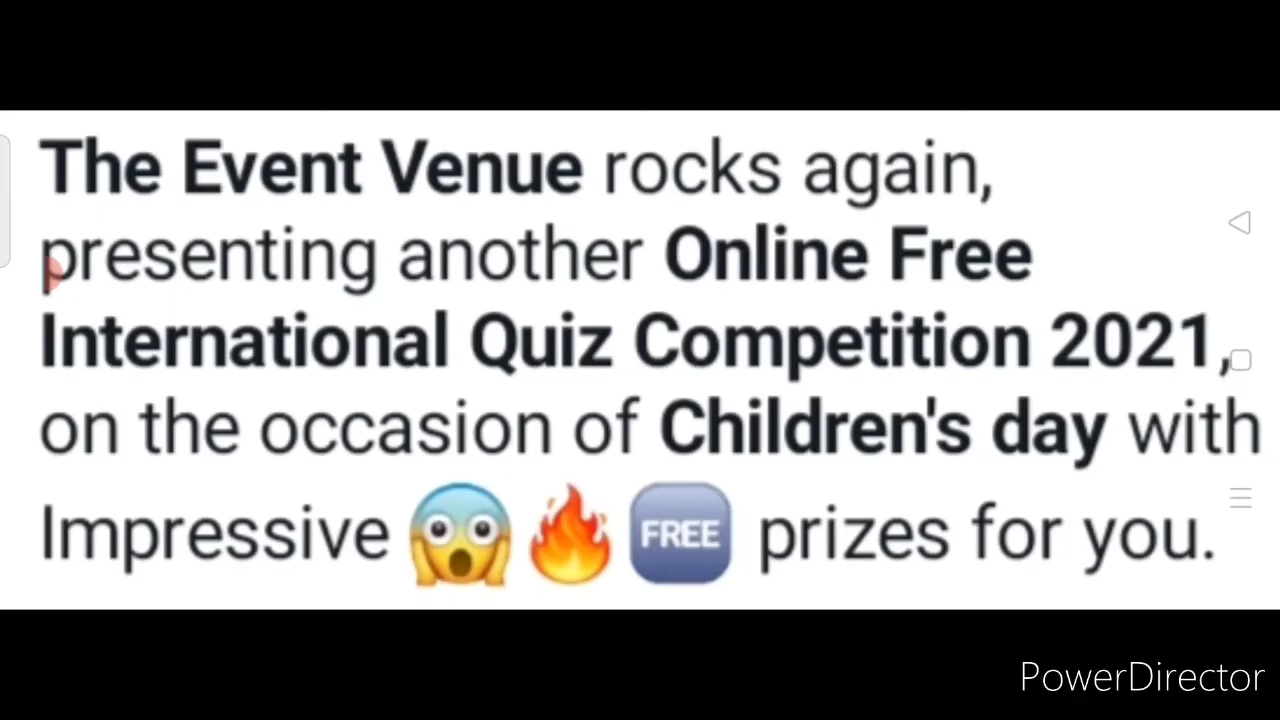 The Event Venue rocks again,
presenting another Online Free
International Quiz Competition 2021,
on the occasion of Children's day with
Impressive 😱🔥🆓 prizes for you.
PowerDirector